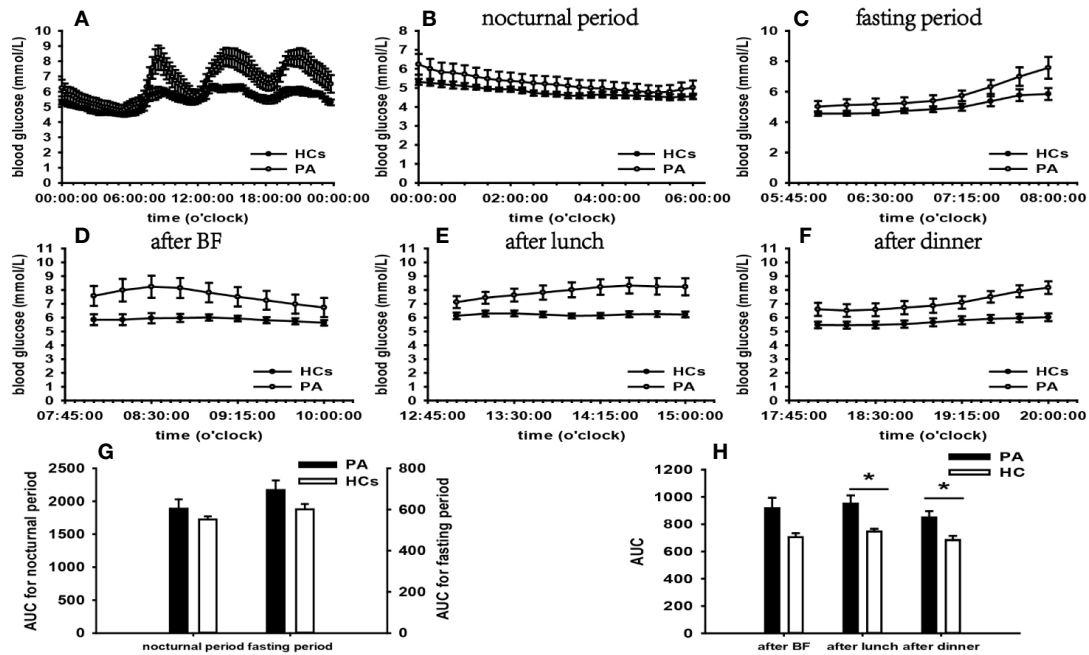 A
blood glucose (mmol/L)
10
9
8
7
6
5
4
3
2
1
0
HCs
PA
00:00:00 06:00:00 12:00:00 18:00:00 00:00:00
time (o'clock)
B
nocturnal period
blood glucose (mmol/L)
8
7
6
5
4
3
2
1
0
HCs
PA
00:00:00 02:00:00 04:00:00 06:00:00
time (o'clock)
C
fasting period
blood glucose (mmol/L)
10
8
6
4
2
0
HCs
PA
05:45:00 06:30:00 07:15:00 08:00:00
time (o'clock)
D
after BF
blood glucose (mmol/L)
11
10
9
8
7
6
5
4
3
2
1
0
HCs
PA
07:45:00 08:30:00 09:15:00 10:00:00
time (o'clock)
E
after lunch
blood glucose (mmol/L)
11
10
9
8
7
6
5
4
3
2
1
0
HCs
PA
12:45:00 13:30:00 14:15:00 15:00:00
time (o'clock)
F
after dinner
blood glucose (mmol/L)
11
10
9
8
7
6
5
4
3
2
1
0
HCs
PA
17:45:00 18:30:00 19:15:00 20:00:00
time (o'clock)
G
AUC for nocturnal period
2500
2000
1500
1000
500
0
PA
HCs
800
600
400
200
0
AUC for fasting period
nocturnal period fasting period
H
AUC
1200
1000
800
600
400
200
0
PA
HC
*
*
after BF after lunch after dinner